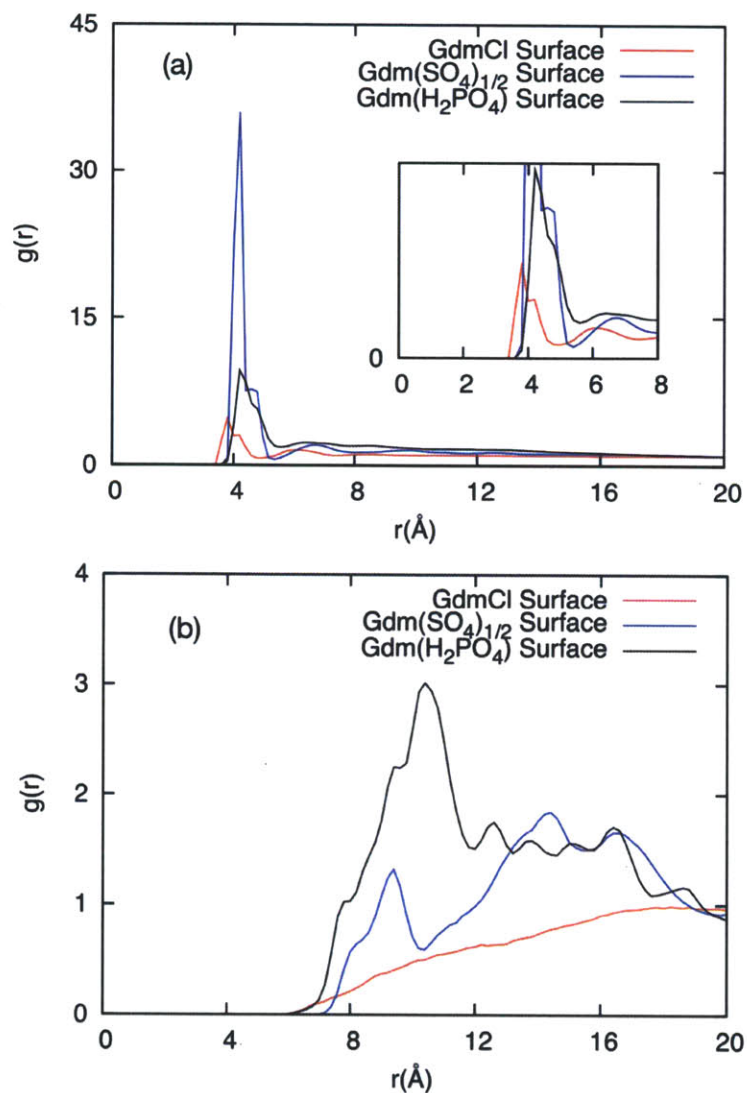 45
(a)
GdmCl Surface
Gdm(SO₄)₁/₂ Surface
Gdm(H₂PO₄) Surface
30
g(r)
15
0
0 2 4 6 8
0
0 4 8 12 16 20
r(Å)
4
(b)
GdmCl Surface
Gdm(SO₄)₁/₂ Surface
Gdm(H₂PO₄) Surface
3
g(r)
2
1
0
0 4 8 12 16 20
r(Å)